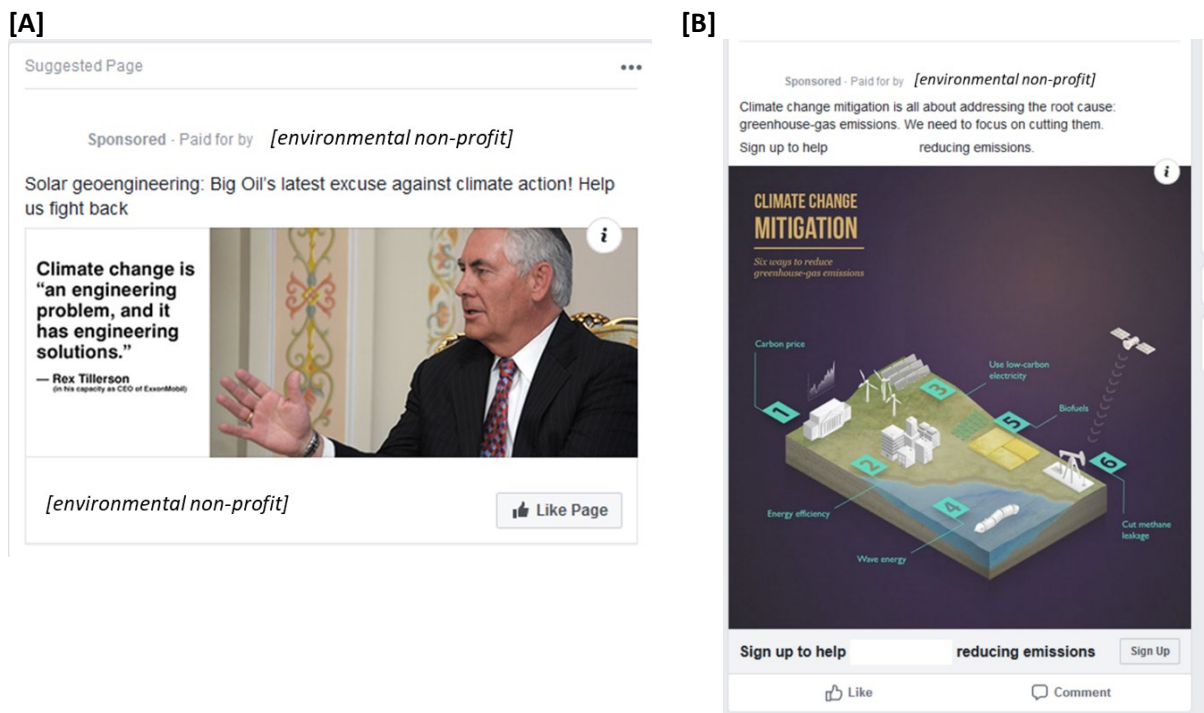 [A]
Suggested Page
Sponsored - Paid for by [environmental non-profit]
Solar geoengineering: Big Oil's latest excuse against climate action! Help
us fight back
i
Climate change is
“an engineering
problem, and it
has engineering
solutions.”
— Rex Tillerson
(in his capacity as CEO of ExxonMobil)
[environmental non-profit]
Like Page
[B]
Sponsored - Paid for by [environmental non-profit]
Climate change mitigation is all about addressing the root cause:
greenhouse-gas emissions. We need to focus on cutting them.
Sign up to help reducing emissions.
i
CLIMATE CHANGE
MITIGATION
Six ways to reduce
greenhouse-gas emissions
Carbon price
1
Use low-carbon
electricity
3
Biofuels
5
2
Energy efficiency
4
Wave energy
6
Cut methane
leakage
Sign up to help reducing emissions
Sign Up
Like
Comment